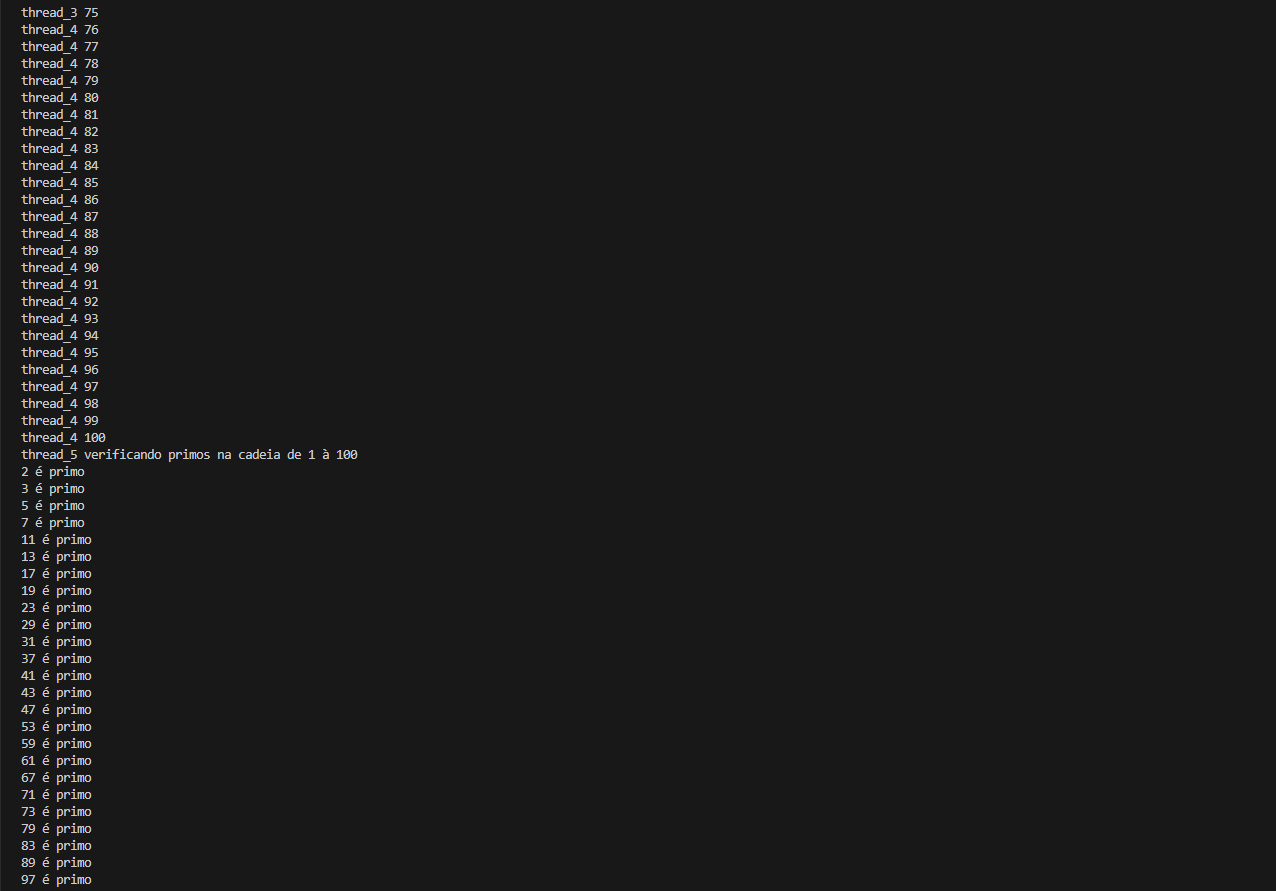 thread_3 75
thread_4 76
thread_4 77
thread_4 78
thread_4 79
thread_4 80
thread_4 81
thread_4 82
thread_4 83
thread_4 84
thread_4 85
thread_4 86
thread_4 87
thread_4 88
thread_4 89
thread_4 90
thread_4 91
thread_4 92
thread_4 93
thread_4 94
thread_4 95
thread_4 96
thread_4 97
thread_4 98
thread_4 99
thread_4 100
thread_5 verificando primos na cadeia de 1 à 100
2 é primo
3 é primo
5 é primo
7 é primo
11 é primo
13 é primo
17 é primo
19 é primo
23 é primo
29 é primo
31 é primo
37 é primo
41 é primo
43 é primo
47 é primo
53 é primo
59 é primo
61 é primo
67 é primo
71 é primo
73 é primo
79 é primo
83 é primo
89 é primo
97 é primo